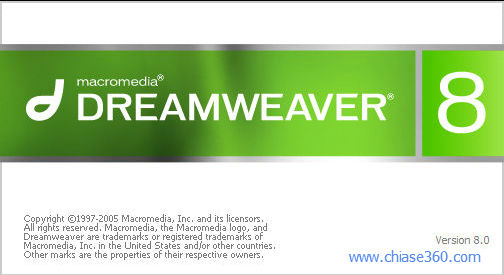 macromedia®
DREAMWEAVER® 8
Copyright ©1997-2005 Macromedia, Inc. and its licensors.
All rights reserved. Macromedia, the Macromedia logo, and
Dreamweaver are trademarks or registered trademarks of
Macromedia, Inc. in the United States and/or other countries.
Other marks are the properties of their respective owners.
Version 8.0
www.chiase360.com